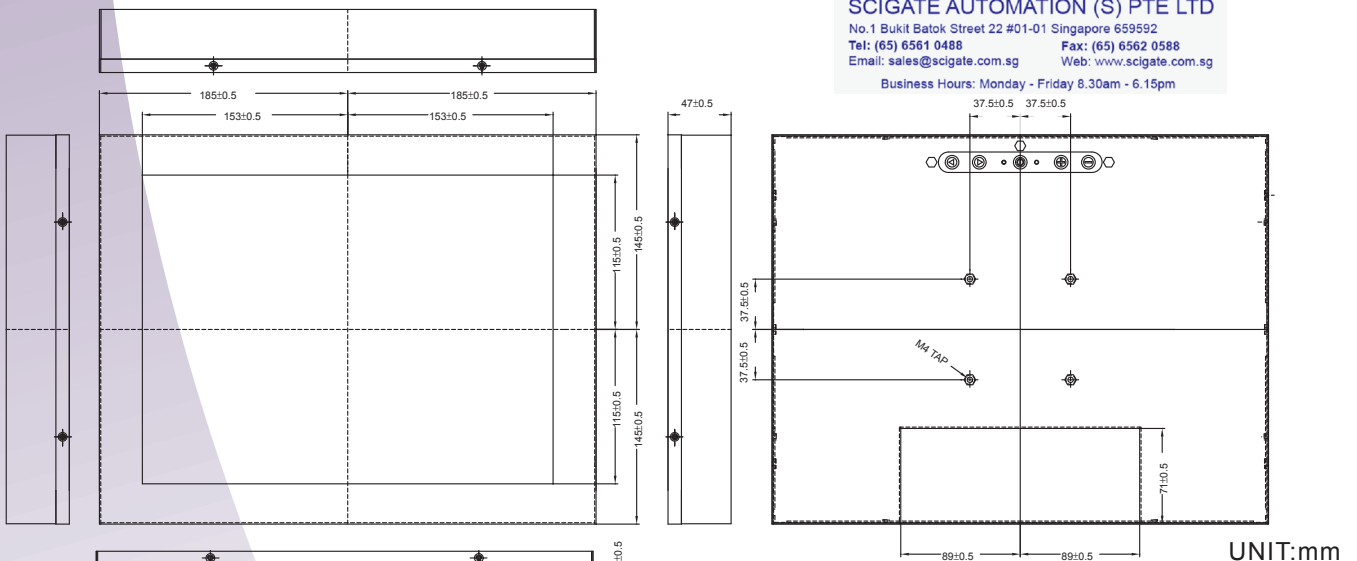 SCIGATE AUTOMATION (S) PTE LTD
No.1 Bukit Batok Street 22 #01-01 Singapore 659592
Tel: (65) 6561 0488 Fax: (65) 6562 0588
Email: sales@scigate.com.sg Web: www.scigate.com.sg
Business Hours: Monday - Friday 8.30am - 6.15pm
185±0.5 185±0.5
153±0.5 153±0.5
47±0.5
37.5±0.5 37.5±0.5
115±0.5
145±0.5
115±0.5
145±0.5
37.5±0.5
37.5±0.5
M4 TAP
71±0.5
89±0.5 89±0.5
UNIT:mm